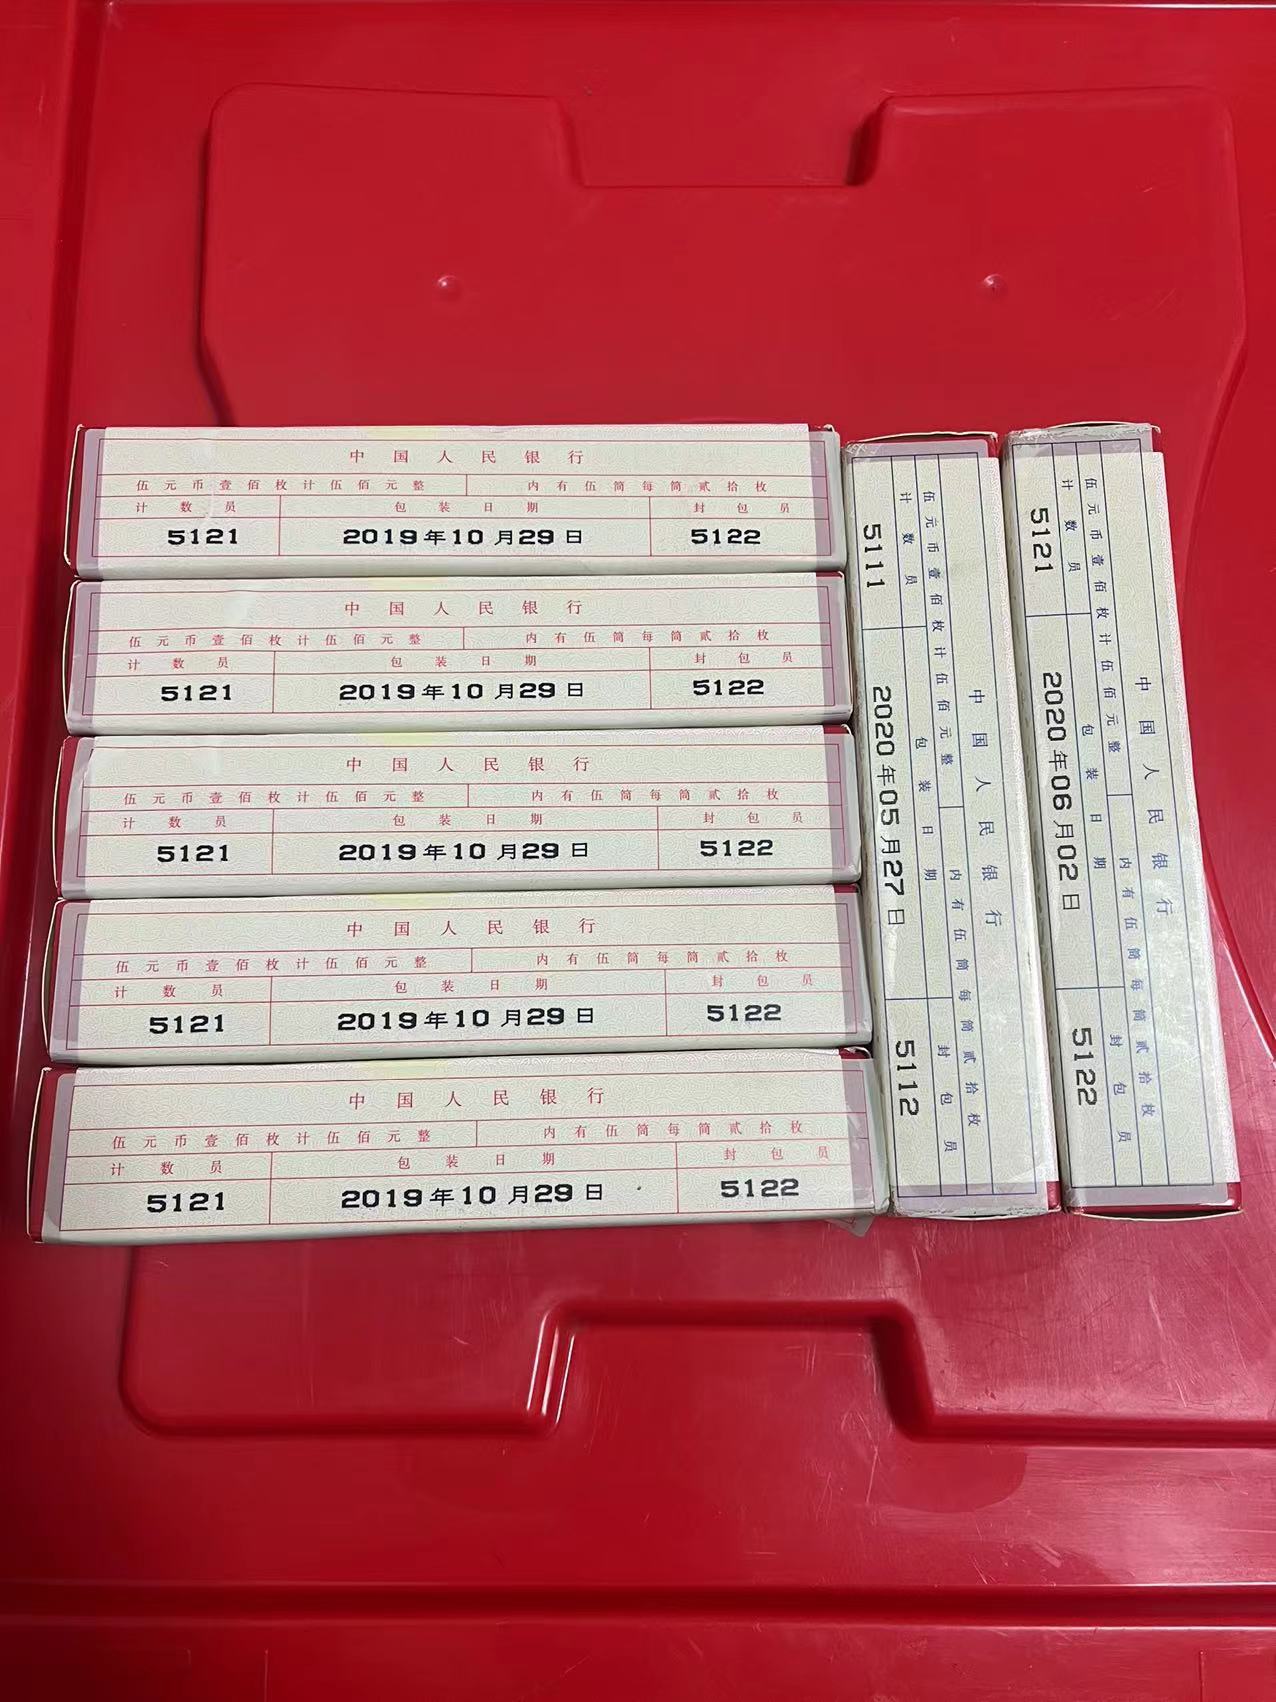 中国人民银行
伍元币壹佰枚计伍佰元整 内有伍筒每筒贰拾枚
计数员 包装日期 封包员
5121 2019年10月29日 5122
中国人民银行
伍元币壹佰枚计伍佰元整 内有伍筒每筒贰拾枚
计数员 包装日期 封包员
5121 2019年10月29日 5122
中国人民银行
伍元币壹佰枚计伍佰元整 内有伍筒每筒贰拾枚
计数员 包装日期 封包员
5121 2019年10月29日 5122
中国人民银行
伍元币壹佰枚计伍佰元整 内有伍筒每筒贰拾枚
计数员 包装日期 封包员
5121 2019年10月29日 5122
中国人民银行
伍元币壹佰枚计伍佰元整 内有伍筒每筒贰拾枚
计数员 包装日期 封包员
5121 2019年10月29日 5122
中国人民银行
伍元币壹佰枚计伍佰元整 内有伍筒每筒贰拾枚
计数员 包装日期 封包员
5111 2020年05月27日 5112
中国人民银行
伍元币壹佰枚计伍佰元整 内有伍筒每筒贰拾枚
计数员 包装日期 封包员
5121 2020年06月02日 5122